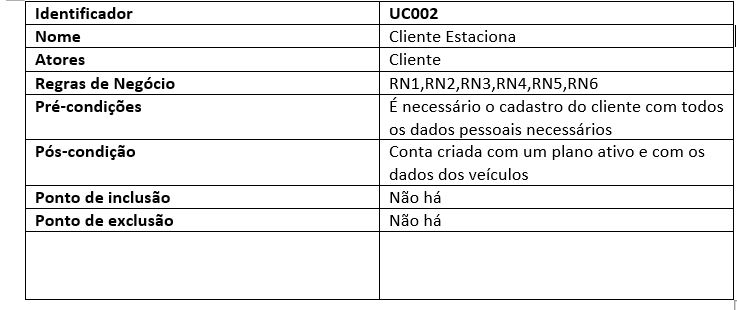 Identificador UC002
Nome Cliente Estaciona
Atores Cliente
Regras de Negócio RN1,RN2,RN3,RN4,RN5,RN6
Pré-condições É necessário o cadastro do cliente com todos
os dados pessoais necessários
Pós-condição Conta criada com um plano ativo e com os
dados dos veículos
Ponto de inclusão Não há
Ponto de exclusão Não há